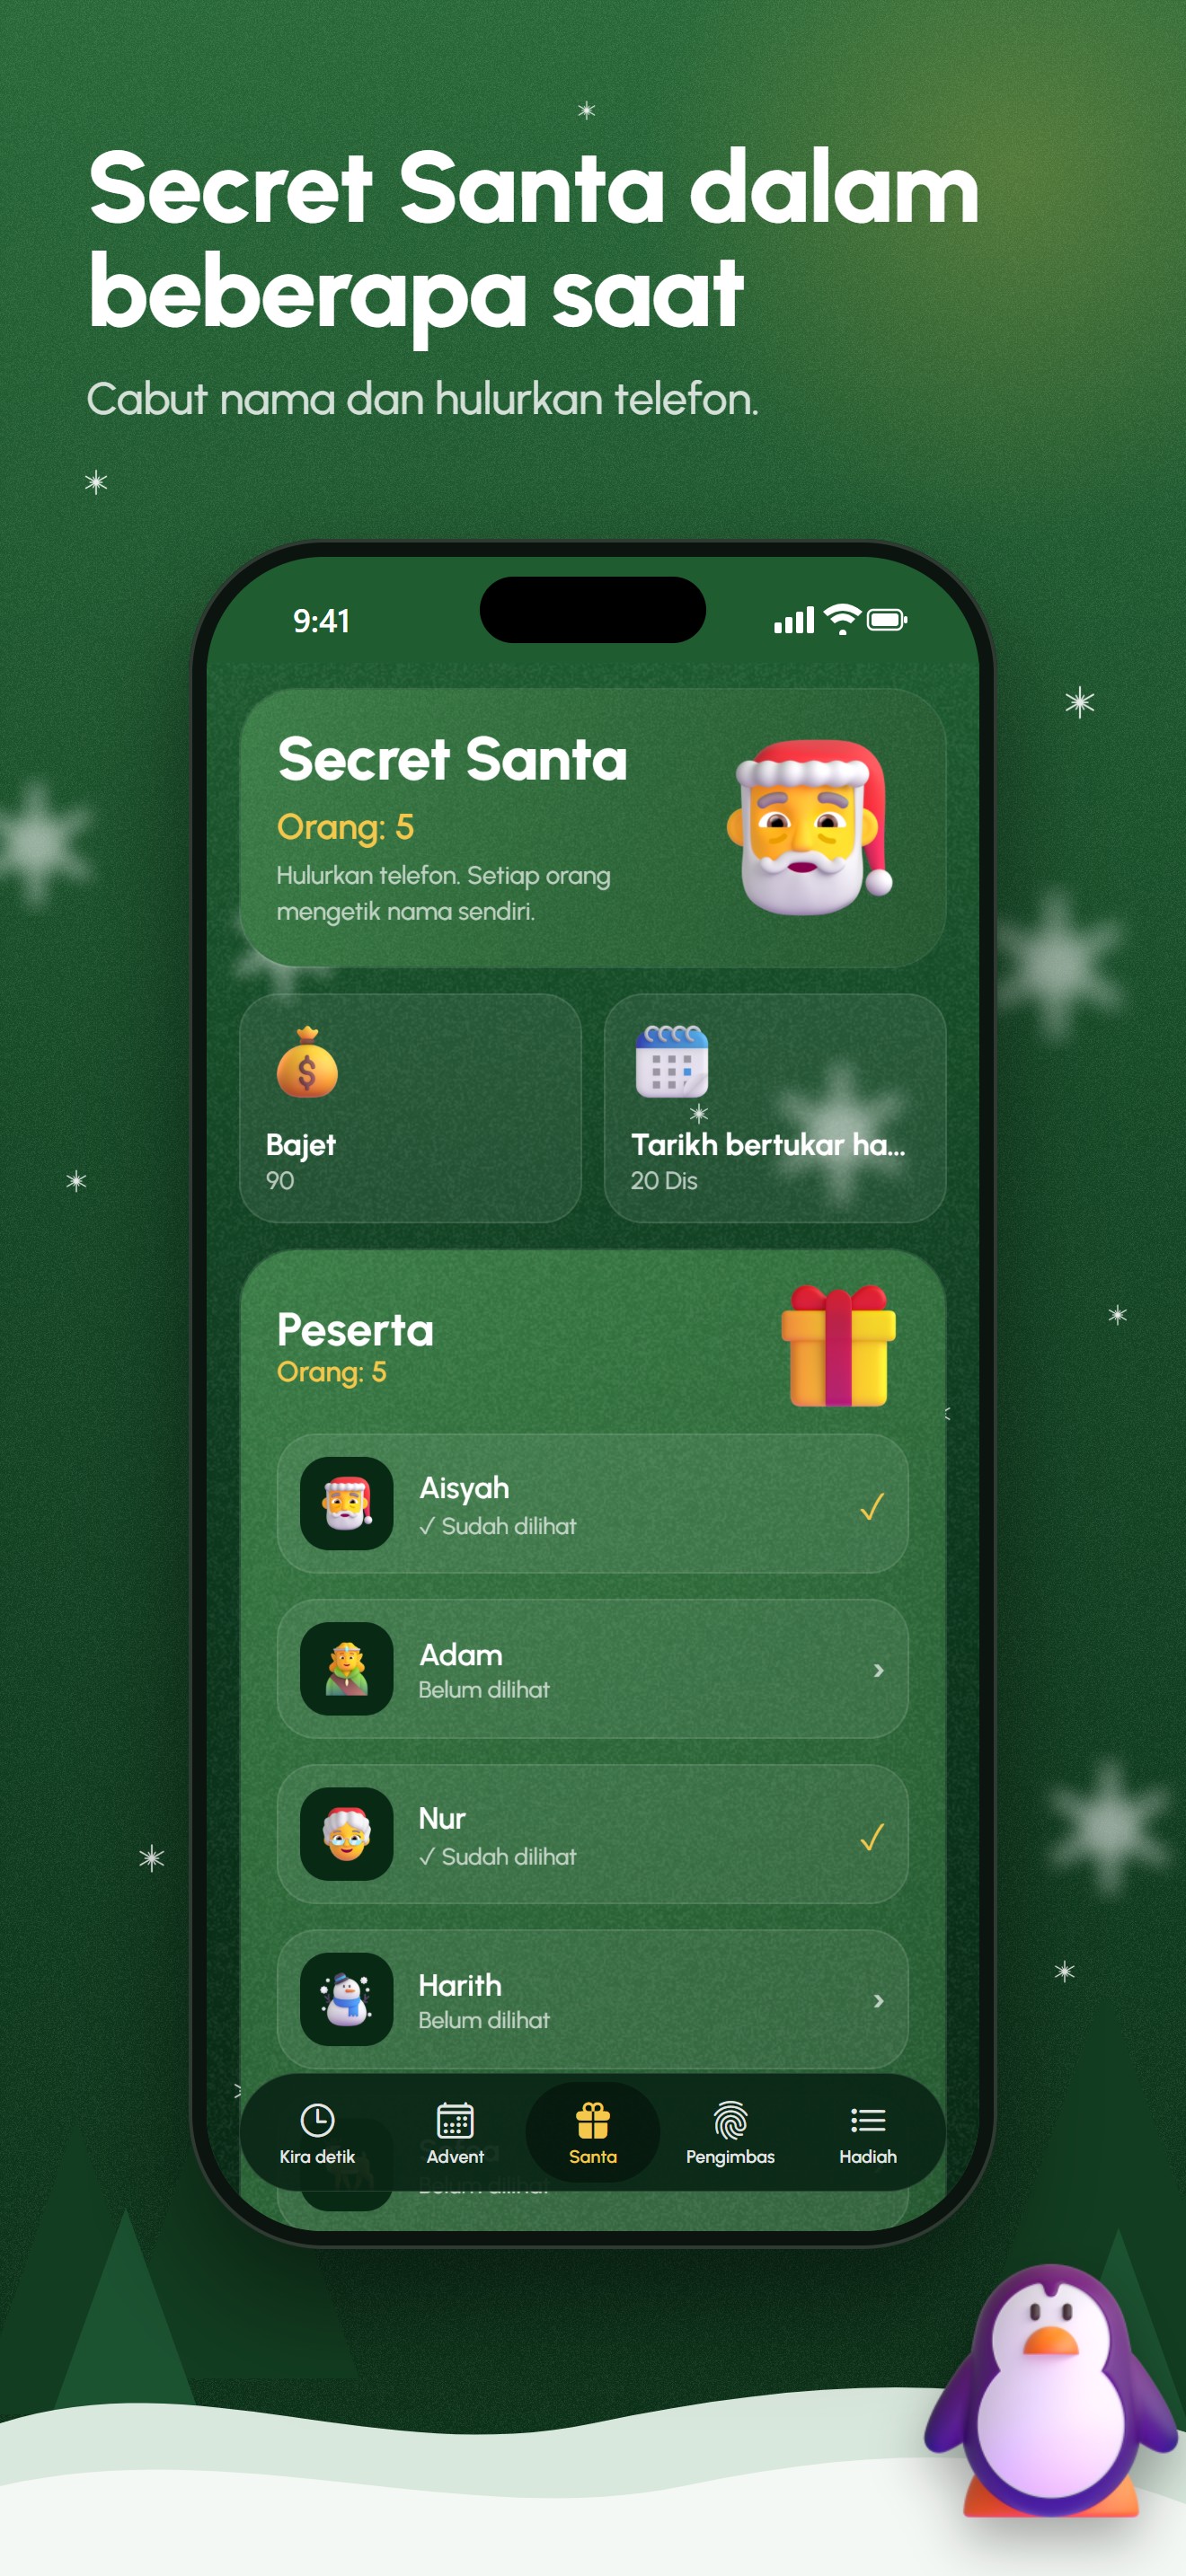 Secret Santa dalam
beberapa saat
Cabut nama dan hulurkan telefon.
9:41
Secret Santa
Orang: 5
Hulurkan telefon. Setiap orang
mengetik nama sendiri.
Bajet
90
Tarikh bertukar ha...
20 Dis
Peserta
Orang: 5
Aisyah
✓ Sudah dilihat
Adam
Belum dilihat
Nur
✓ Sudah dilihat
Harith
Belum dilihat
Kira detik
Advent
Santa
Pengimbas
Hadiah